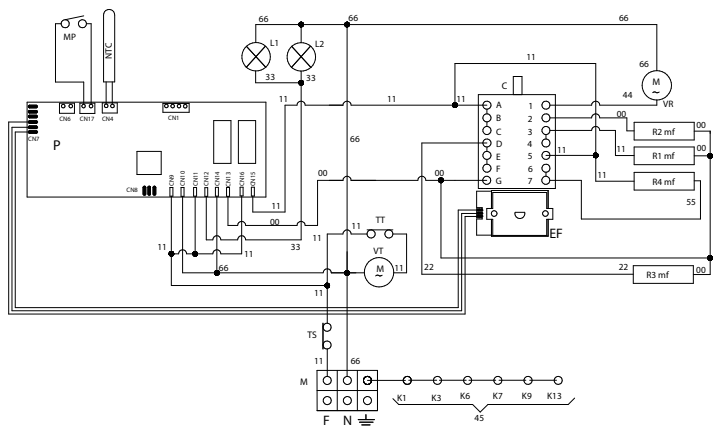 66
66
66
MP
NTC
L1
L2
33
33
11
66
M
~
44
VR
C
11
11
11
11
A
B
C
D
E
F
G
1
2
3
4
5
6
7
00
R2 mf
00
11
R1 mf
00
11
11
R4 mf
55
CN6
CN17
CN4
CN1
CN7
P
66
CN8
CN9
CN10
CN11
CN12
CN14
CN13
CN16
CN15
00
00
11
00
33
11
11
66
11
11
TT
VT
M
~
11
EF
22
22
R3 mf
00
TS
11
66
M
F
N
K1
K3
K6
K7
K9
K13
45